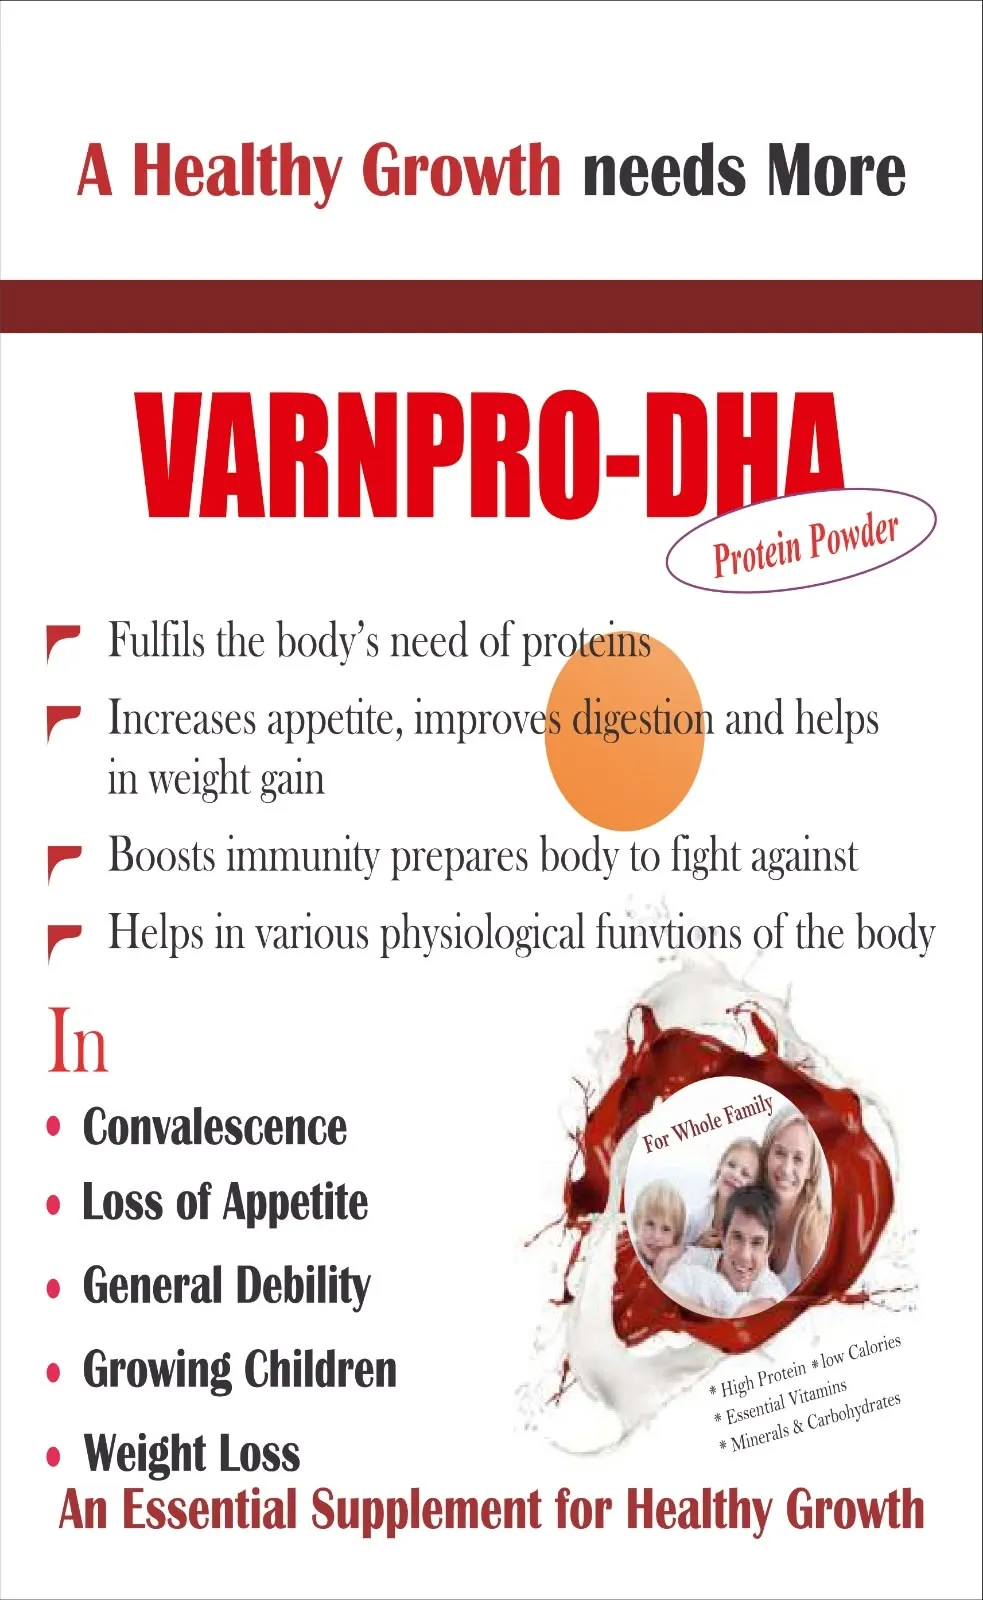 A Healthy Growth needs More
VARNPRO-DHA
Protein Powder
Fulfils the body's need of proteins
Increases appetite, improves digestion and helps
in weight gain
Boosts immunity prepares body to fight against
Helps in various physiological funvtions of the body
In
• Convalescence
• Loss of Appetite
• General Debility
• Growing Children
• Weight Loss
For Whole Family
* High Protein *low Calories
* Essential Vitamins
* Minerals & Carbohydrates
An Essential Supplement for Healthy Growth